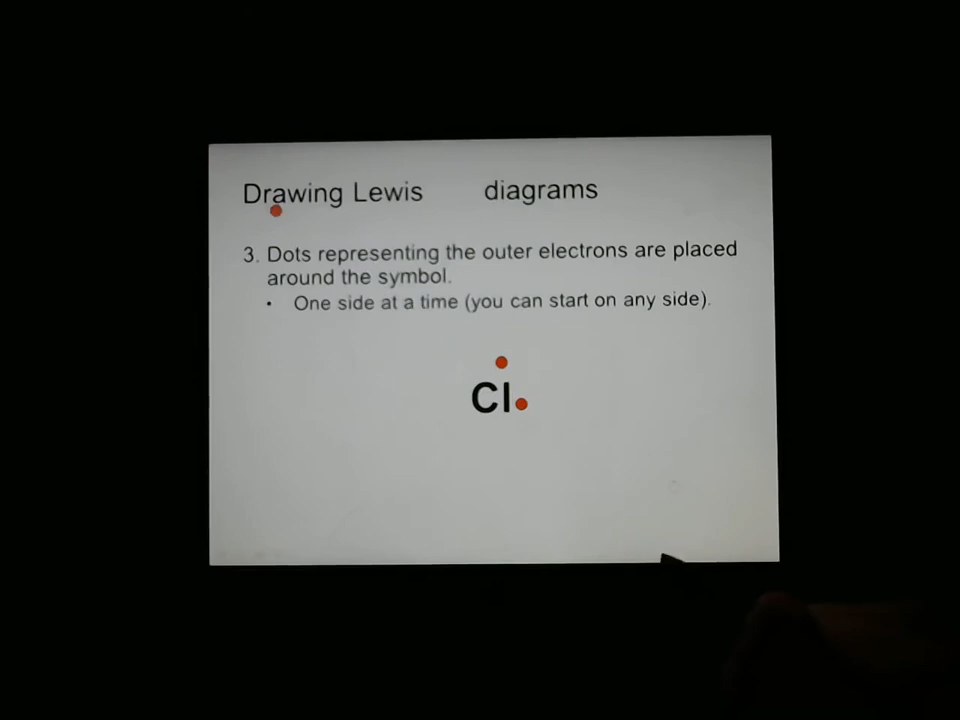 Drawing Lewis diagrams
3. Dots representing the outer electrons are placed
around the symbol.
• One side at a time (you can start on any side).
Cl